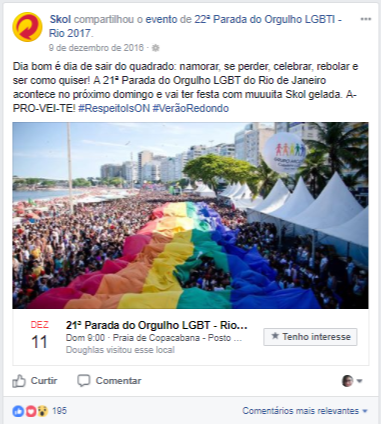 Skol compartilhou o evento de 22ª Parada do Orgulho LGBTI -
Rio 2017.
9 de dezembro de 2016
Dia bom é dia de sair do quadrado: namorar, se perder, celebrar, rebolar e
ser como quiser! A 21ª Parada do Orgulho LGBT do Rio de Janeiro
acontece no próximo domingo e vai ter festa com muuuita Skol gelada. A-
PRO-VEI-TE! #RespeitoIsON #VerãoRedondo
DEZ
11
21ª Parada do Orgulho LGBT - Rio...
Dom 9:00 · Praia de Copacabana - Posto ...
Doughlas visitou esse local
★ Tenho interesse
Curtir
Comentar
195
Comentários mais relevantes